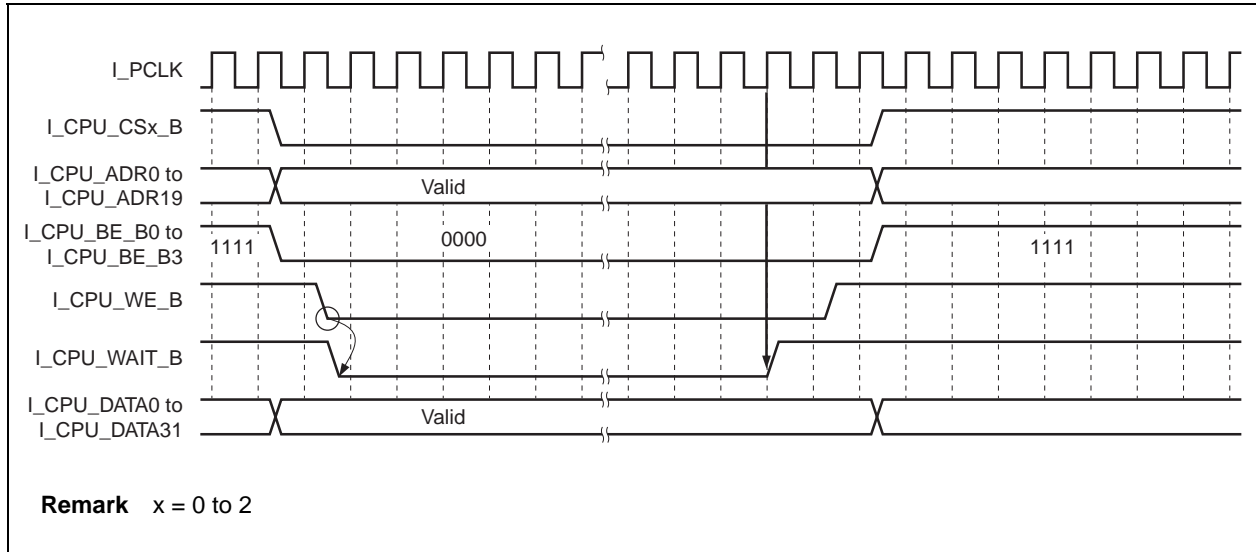 I_PCLK
I_CPU_CSx_B
I_CPU_ADR0 to
I_CPU_ADR19
Valid
I_CPU_BE_B0 to
I_CPU_BE_B3
1111
0000
1111
I_CPU_WE_B
I_CPU_WAIT_B
I_CPU_DATA0 to
I_CPU_DATA31
Valid
Remark x = 0 to 2